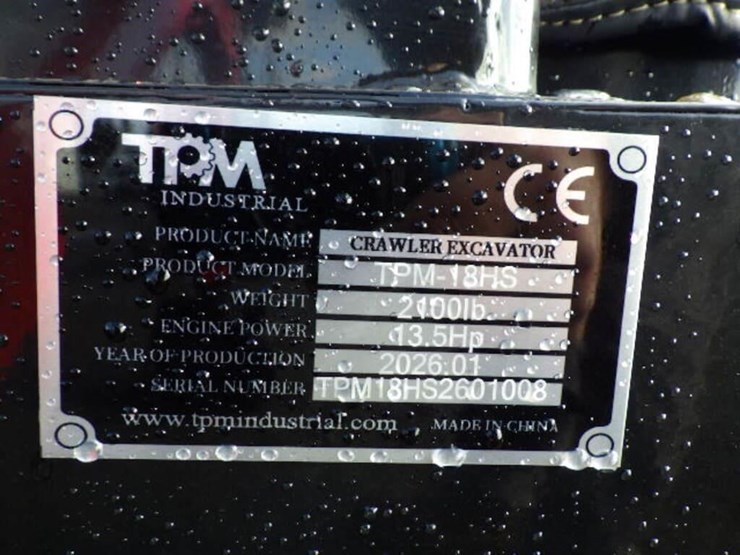 TPM
INDUSTRIAL
CE
PRODUCT NAME CRAWLER EXCAVATOR
PRODUCT MODEL TPM-18HS
WEIGHT 2100lb
ENGINE POWER 13.5Hp
YEAR OF PRODUCTION 2026.01
SERIAL NUMBER TPM18HS2601008
www.tpmindustrial.com MADE IN CHINA